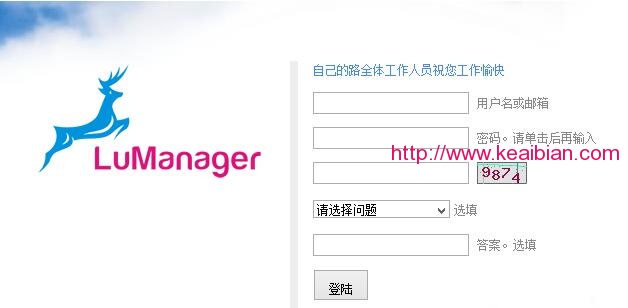 自己的路全体工作人员祝您工作愉快
用户名或邮箱
密码。请单击后再输入
http://www.keaibian.com
LuManager
9874
请选择问题 选填
答案。选填
登陆